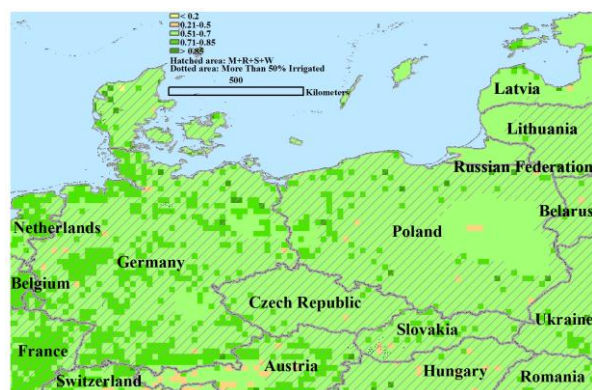 < 0.2
0.21-0.5
0.51-0.7
0.71-0.85
> 0.85
Hatched area: M+R+S+W
Dotted area: More Than 50% Irrigated
500
Kilometers
Latvia
Lithuania
Russian Federation
Belarus
Netherlands
Poland
Germany
Belgium
Czech Republic
Ukraine
Slovakia
France
Austria
Hungary
Switzerland
Romania